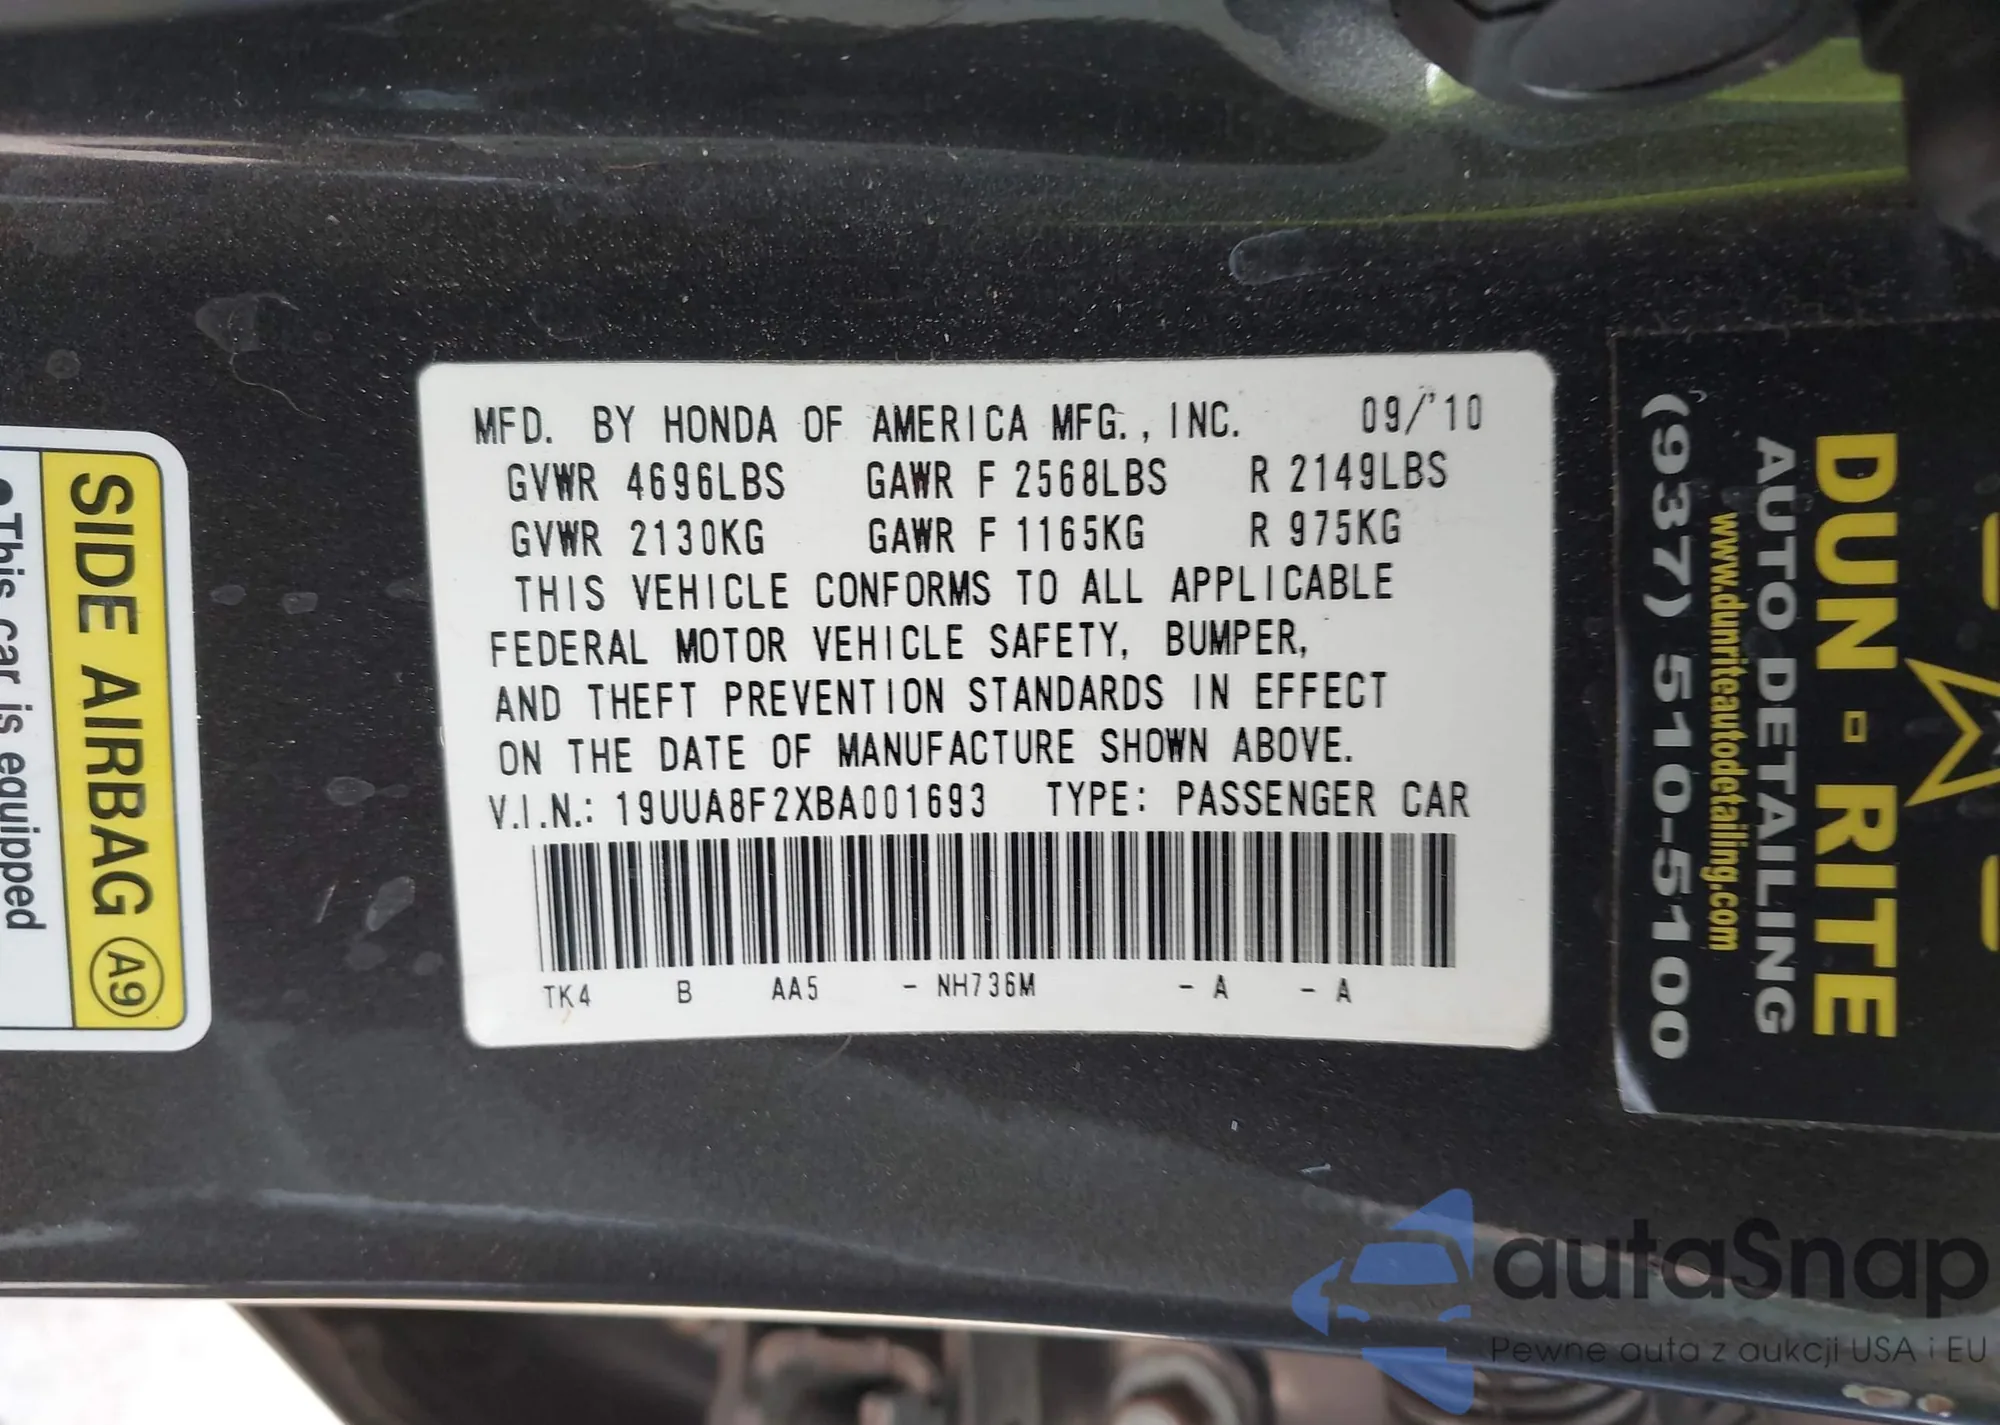 MFD. BY HONDA OF AMERICA MFG., INC. 09/'10
GVWR 4696LBS GAWR F 2568LBS R 2149LBS
GVWR 2130KG GAWR F 1165KG R 975KG
THIS VEHICLE CONFORMS TO ALL APPLICABLE
FEDERAL MOTOR VEHICLE SAFETY, BUMPER,
AND THEFT PREVENTION STANDARDS IN EFFECT
ON THE DATE OF MANUFACTURE SHOWN ABOVE.
V.I.N.: 19UUA8F2XBA001693 TYPE: PASSENGER CAR
TK4 B AA5 - NH736M - A - A
SIDE AIRBAG A9
•This car is equipped
DUN-RITE
AUTO DETAILING
www.dunriteautodetailing.com
(937) 510-5100
autaSnap
Pewne auta z aukcji USA i EU